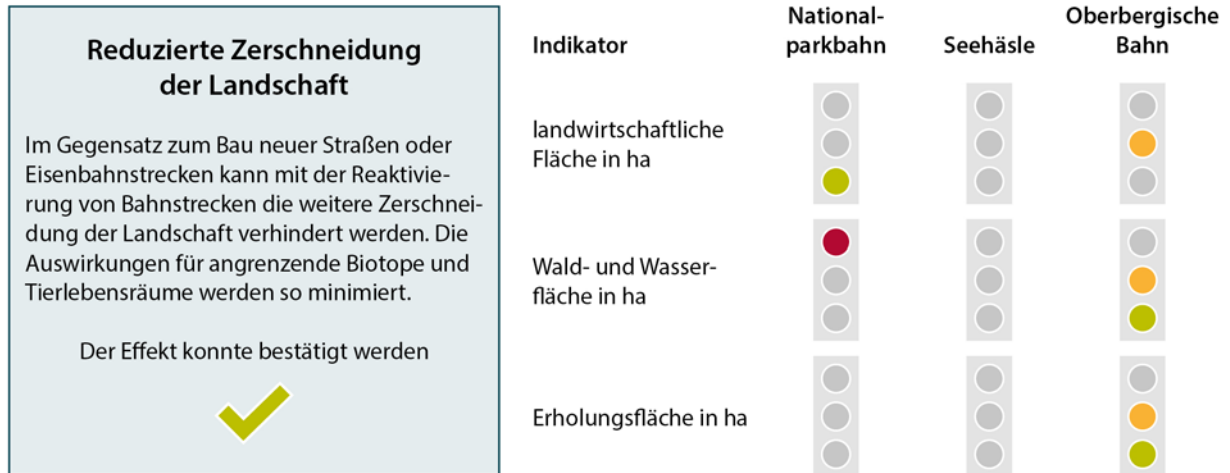 Reduzierte Zerschneidung
der Landschaft
Im Gegensatz zum Bau neuer Straßen oder
Eisenbahnstrecken kann mit der Reaktivie-
rung von Bahnstrecken die weitere Zerschnei-
dung der Landschaft verhindert werden. Die
Auswirkungen für angrenzende Biotope und
Tierlebensräume werden so minimiert.
Der Effekt konnte bestätigt werden
Indikator
National-
parkbahn
Seehäsle
Oberbergische
Bahn
landwirtschaftliche
Fläche in ha
Wald- und Wasser-
fläche in ha
Erholungsfläche in ha